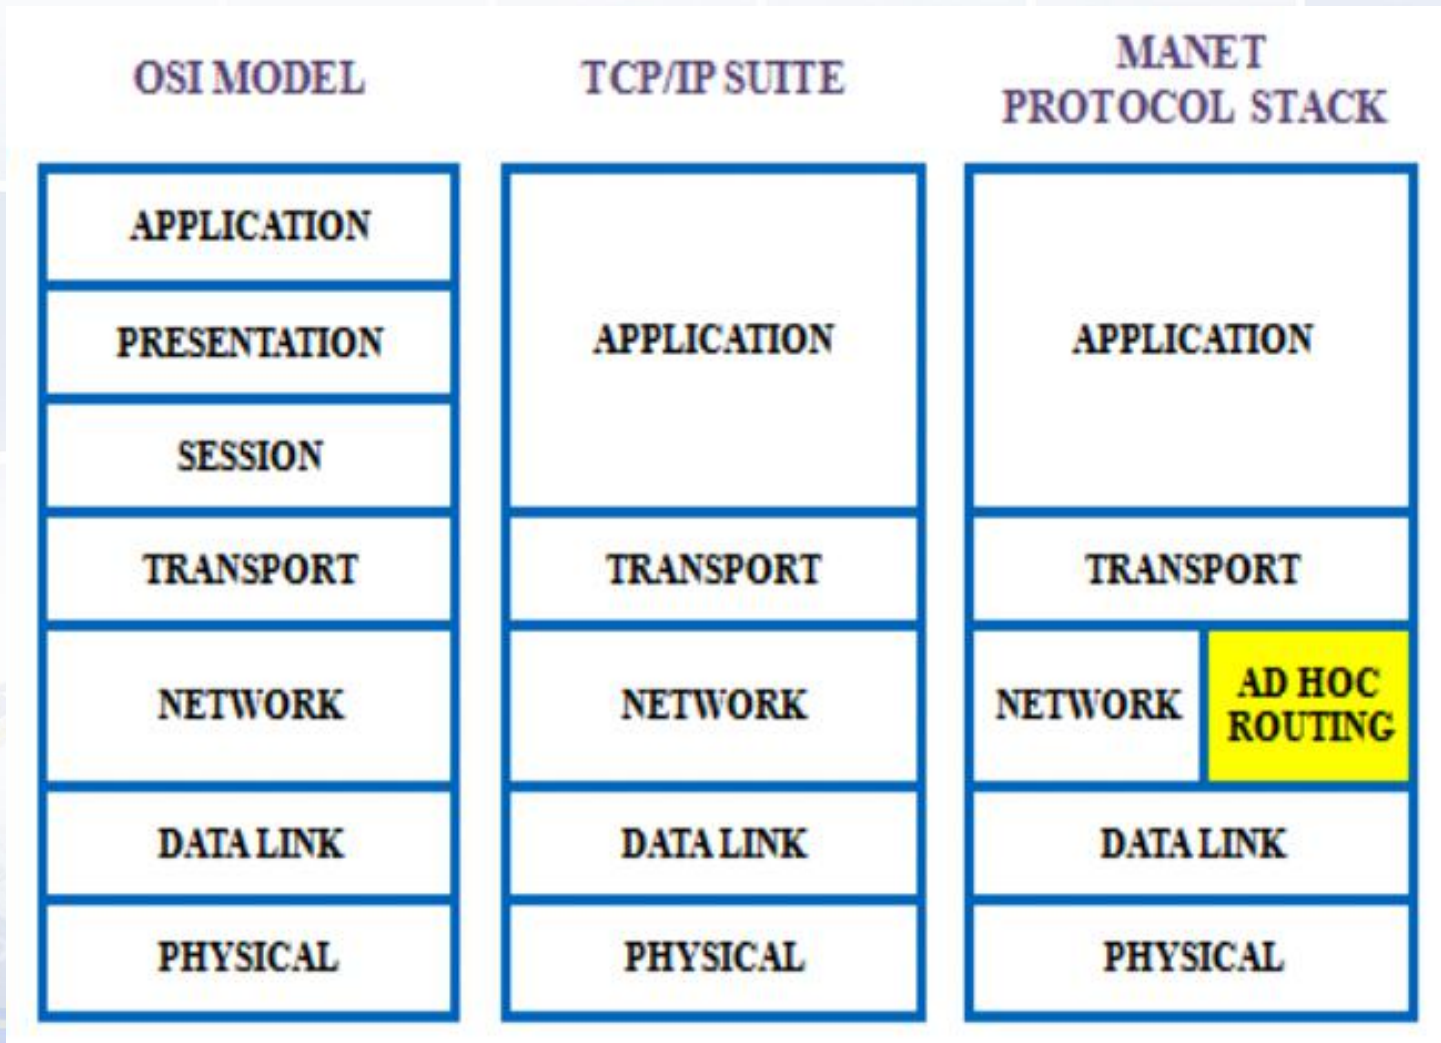 OSI MODEL
APPLICATION
PRESENTATION
SESSION
TRANSPORT
NETWORK
DATA LINK
PHYSICAL
TCP/IP SUITE
APPLICATION
TRANSPORT
NETWORK
DATA LINK
PHYSICAL
MANET
PROTOCOL STACK
APPLICATION
TRANSPORT
NETWORK
AD HOC
ROUTING
DATA LINK
PHYSICAL